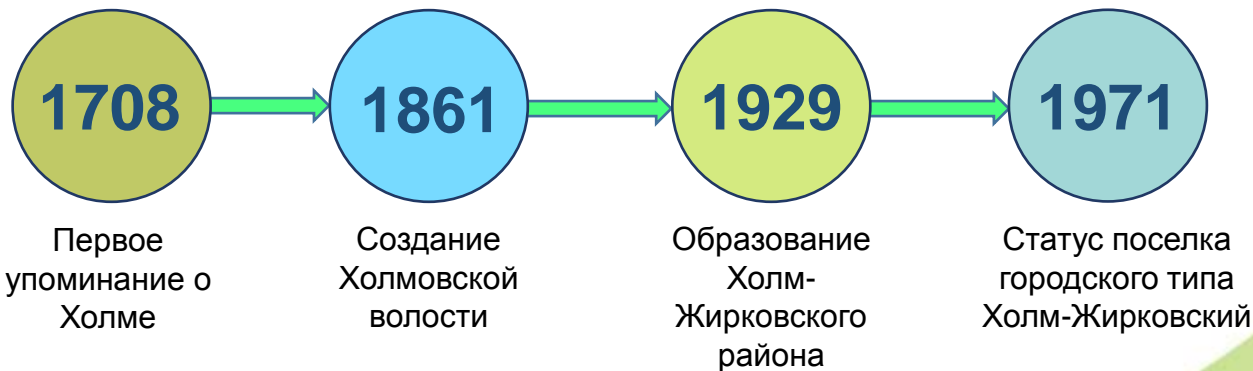 1708
1861
1929
1971
Первое
упоминание о
Холме
Создание
Холмовской
волости
Образование
Холм-
Жирковского
района
Статус поселка
городского типа
Холм-Жирковский